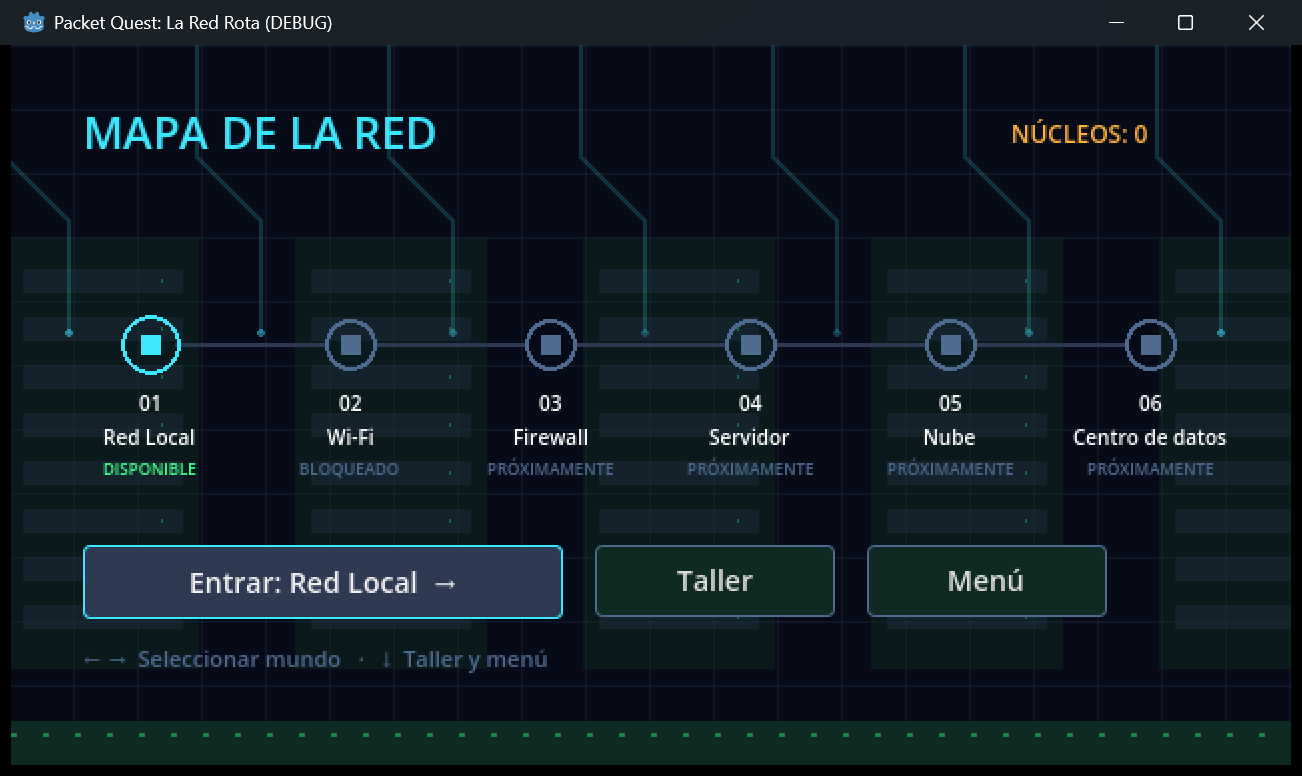 Packet Quest: La Red Rota (DEBUG)
MAPA DE LA RED
NÚCLEOS: 0
01
02
03
04
05
06
Red Local
Wi-Fi
Firewall
Servidor
Nube
Centro de datos
DISPONIBLE
BLOQUEADO
PRÓXIMAMENTE
PRÓXIMAMENTE
PRÓXIMAMENTE
PRÓXIMAMENTE
Entrar: Red Local →
Taller
Menú
← → Seleccionar mundo · ↓ Taller y menú